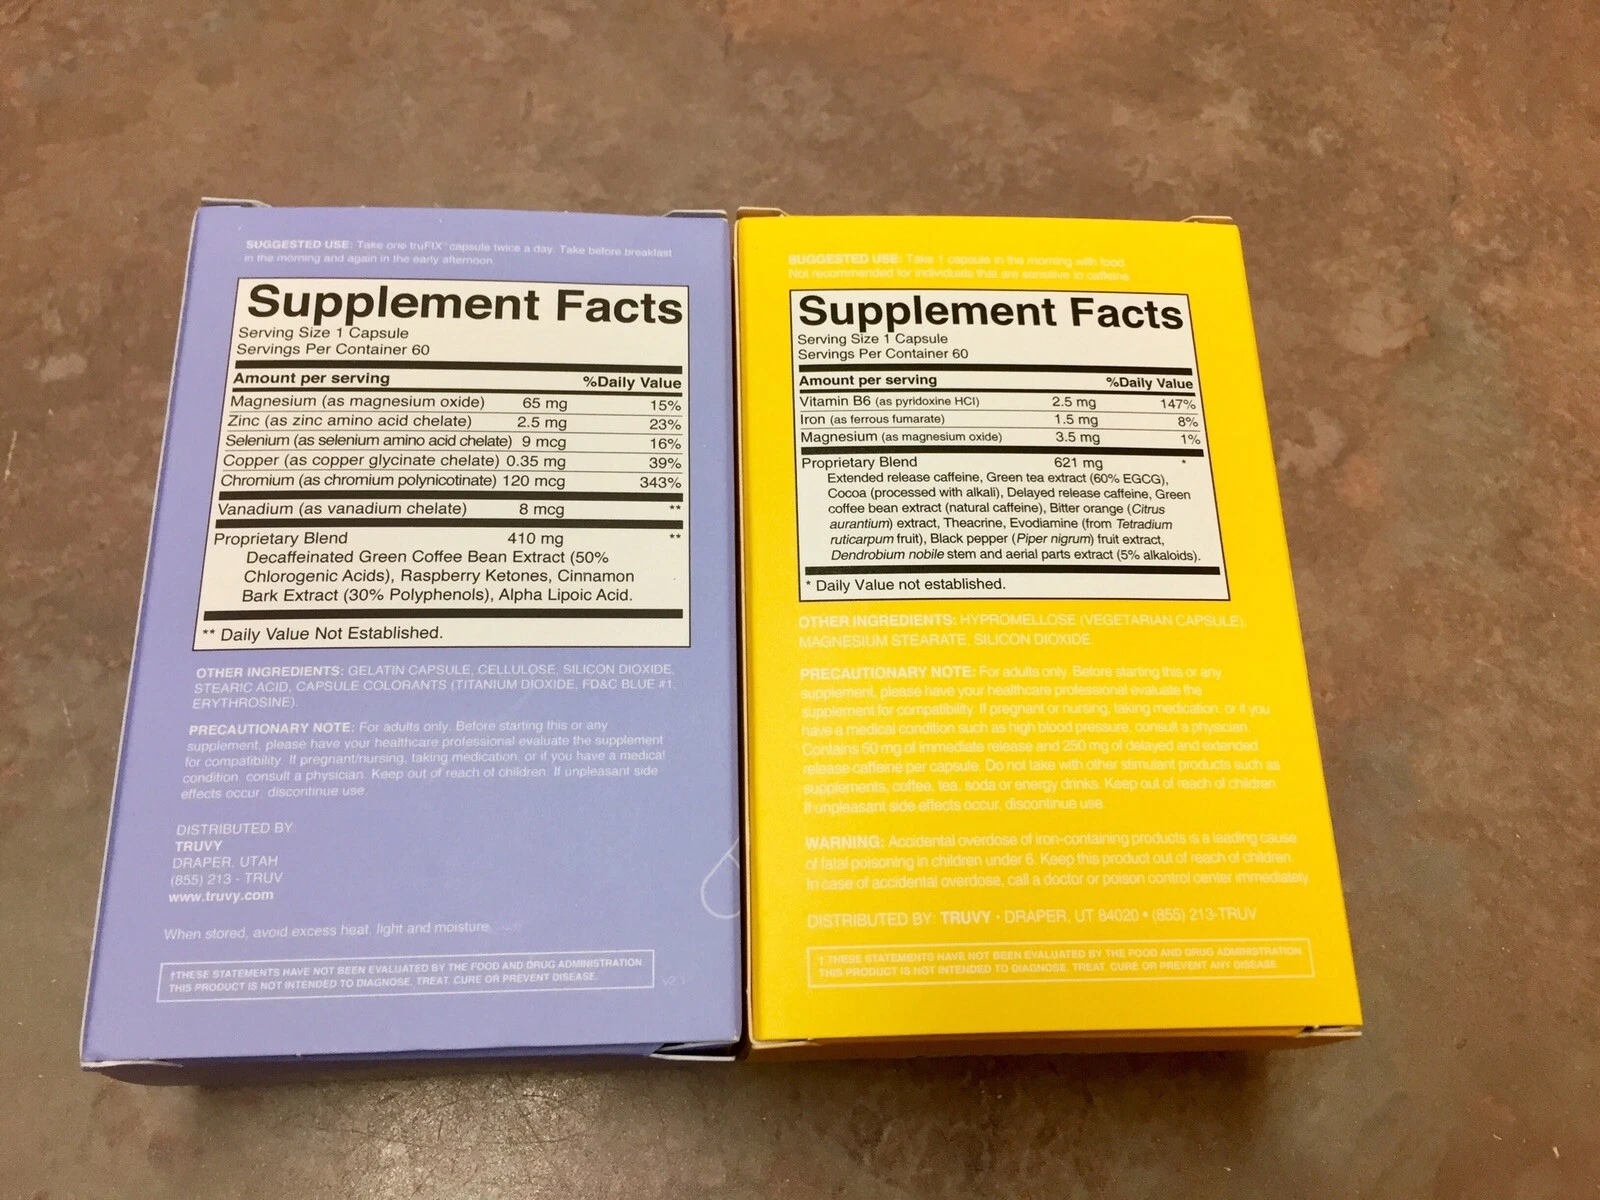 SUGGESTED USE: Take one truFIX™ capsule twice a day. Take before breakfast
in the morning and again in the early afternoon.
Supplement Facts
Serving Size 1 Capsule
Servings Per Container 60
Amount per serving %Daily Value
Magnesium (as magnesium oxide) 65 mg 15%
Zinc (as zinc amino acid chelate) 2.5 mg 23%
Selenium (as selenium amino acid chelate) 9 mcg 16%
Copper (as copper glycinate chelate) 0.35 mg 39%
Chromium (as chromium polynicotinate) 120 mcg 343%
Vanadium (as vanadium chelate) 8 mcg **
Proprietary Blend 410 mg **
Decaffeinated Green Coffee Bean Extract (50%
Chlorogenic Acids), Raspberry Ketones, Cinnamon
Bark Extract (30% Polyphenols), Alpha Lipoic Acid.
** Daily Value Not Established.
OTHER INGREDIENTS: GELATIN CAPSULE, CELLULOSE, SILICON DIOXIDE,
STEARIC ACID, CAPSULE COLORANTS (TITANIUM DIOXIDE, FD&C BLUE #1,
ERYTHROSINE).
PRECAUTIONARY NOTE: For adults only. Before starting this or any
supplement, please have your healthcare professional evaluate the supplement
for compatibility. If pregnant/nursing, taking medication, or if you have a medical
condition, consult a physician. Keep out of reach of children. If unpleasant side
effects occur, discontinue use.
DISTRIBUTED BY:
TRUVY
DRAPER, UTAH
(855) 213 - TRUV
www.truvy.com
When stored, avoid excess heat, light and moisture.
†THESE STATEMENTS HAVE NOT BEEN EVALUATED BY THE FOOD AND DRUG ADMINISTRATION.
THIS PRODUCT IS NOT INTENDED TO DIAGNOSE, TREAT, CURE OR PREVENT DISEASE.
SUGGESTED USE: Take 1 capsule in the morning with food.
Not recommended for individuals that are sensitive to caffeine.
Supplement Facts
Serving Size 1 Capsule
Servings Per Container 60
Amount per serving %Daily Value
Vitamin B6 (as pyridoxine HCI) 2.5 mg 147%
Iron (as ferrous fumarate) 1.5 mg 8%
Magnesium (as magnesium oxide) 3.5 mg 1%
Proprietary Blend 621 mg *
Extended release caffeine, Green tea extract (60% EGCG),
Cocoa (processed with alkali), Delayed release caffeine, Green
coffee bean extract (natural caffeine), Bitter orange (Citrus
aurantium) extract, Theacrine, Evodiamine (from Tetradium
ruticarpum fruit), Black pepper (Piper nigrum) fruit extract,
Dendrobium nobile stem and aerial parts extract (5% alkaloids).
* Daily Value not established.
OTHER INGREDIENTS: HYPROMELLOSE (VEGETARIAN CAPSULE),
MAGNESIUM STEARATE, SILICON DIOXIDE
PRECAUTIONARY NOTE: For adults only. Before starting this or any
supplement, please have your healthcare professional evaluate the
supplement for compatibility. If pregnant or nursing, taking medication, or if you
have a medical condition such as high blood pressure, consult a physician.
Contains 50 mg of immediate release and 250 mg of delayed and extended
release caffeine per capsule. Do not take with other stimulant products such as
supplements, coffee, tea, soda or energy drinks. Keep out of reach of children.
If unpleasant side effects occur, discontinue use.
WARNING: Accidental overdose of iron-containing products is a leading cause
of fatal poisoning in children under 6. Keep this product out of reach of children.
In case of accidental overdose, call a doctor or poison control center immediately.
DISTRIBUTED BY: TRUVY • DRAPER, UT 84020 • (855) 213-TRUV
† THESE STATEMENTS HAVE NOT BEEN EVALUATED BY THE FOOD AND DRUG ADMINISTRATION.
THIS PRODUCT IS NOT INTENDED TO DIAGNOSE, TREAT, CURE OR PREVENT ANY DISEASE.